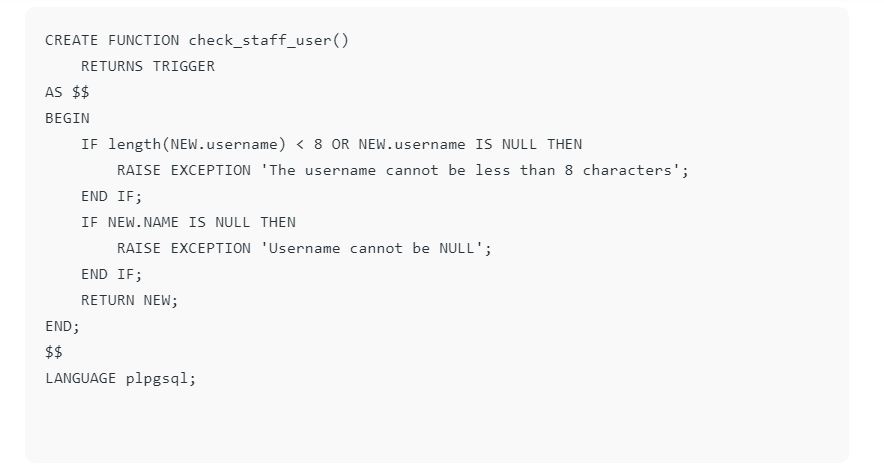 CREATE FUNCTION check_staff_user()
    RETURNS TRIGGER
AS $$
BEGIN
    IF length(NEW.username) < 8 OR NEW.username IS NULL THEN
        RAISE EXCEPTION 'The username cannot be less than 8 characters';
    END IF;
    IF NEW.NAME IS NULL THEN
        RAISE EXCEPTION 'Username cannot be NULL';
    END IF;
    RETURN NEW;
END;
$$
LANGUAGE plpgsql;